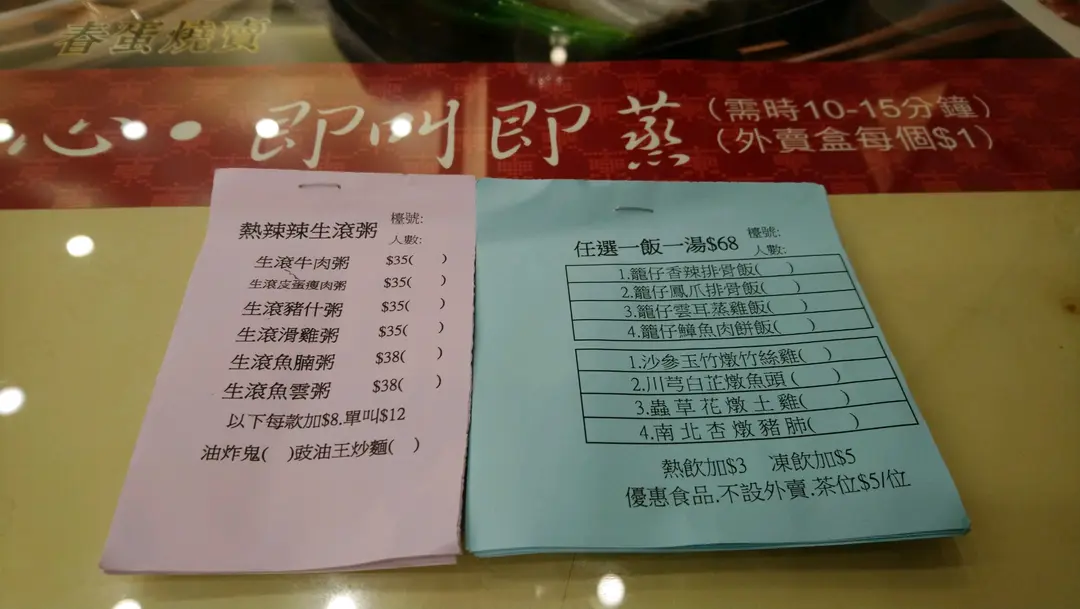 春蛋燒賣
心•即叫即蒸
(需時10-15分鐘)
(外賣盒每個$1)
熱辣辣生滾粥
檯號:
人數:
生滾牛肉粥 $35( )
生滾皮蛋瘦肉粥 $35( )
生滾豬什粥 $35( )
生滾滑雞粥 $35( )
生滾魚腩粥 $38( )
生滾魚雲粥 $38( )
以下每款加$8.單叫$12
油炸鬼( )豉油王炒麵( )
任選一飯一湯$68
檯號:
人數:
1.籠仔香辣排骨飯( )
2.籠仔鳳爪排骨飯( )
3.籠仔雲耳蒸雞飯( )
4.籠仔鱆魚肉餅飯( )
1.沙參玉竹燉竹絲雞( )
2.川芎白芷燉魚頭( )
3.蟲草花燉土雞( )
4.南北杏燉豬肺( )
熱飲加$3 凍飲加$5
優惠食品.不設外賣.茶位$5/位